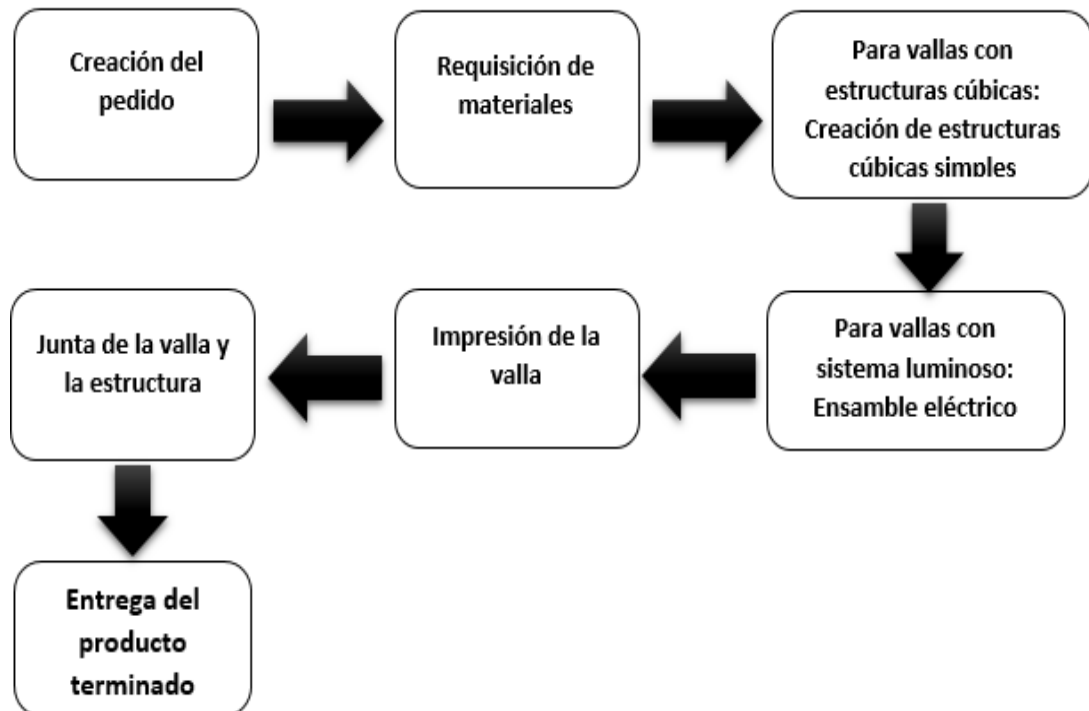 Creación del
pedido
Requisición de
materiales
Para vallas con
estructuras cúbicas:
Creación de estructuras
cúbicas simples
Para vallas con
sistema luminoso:
Ensamble eléctrico
Impresión de la
valla
Junta de la valla y
la estructura
Entrega del
producto
terminado